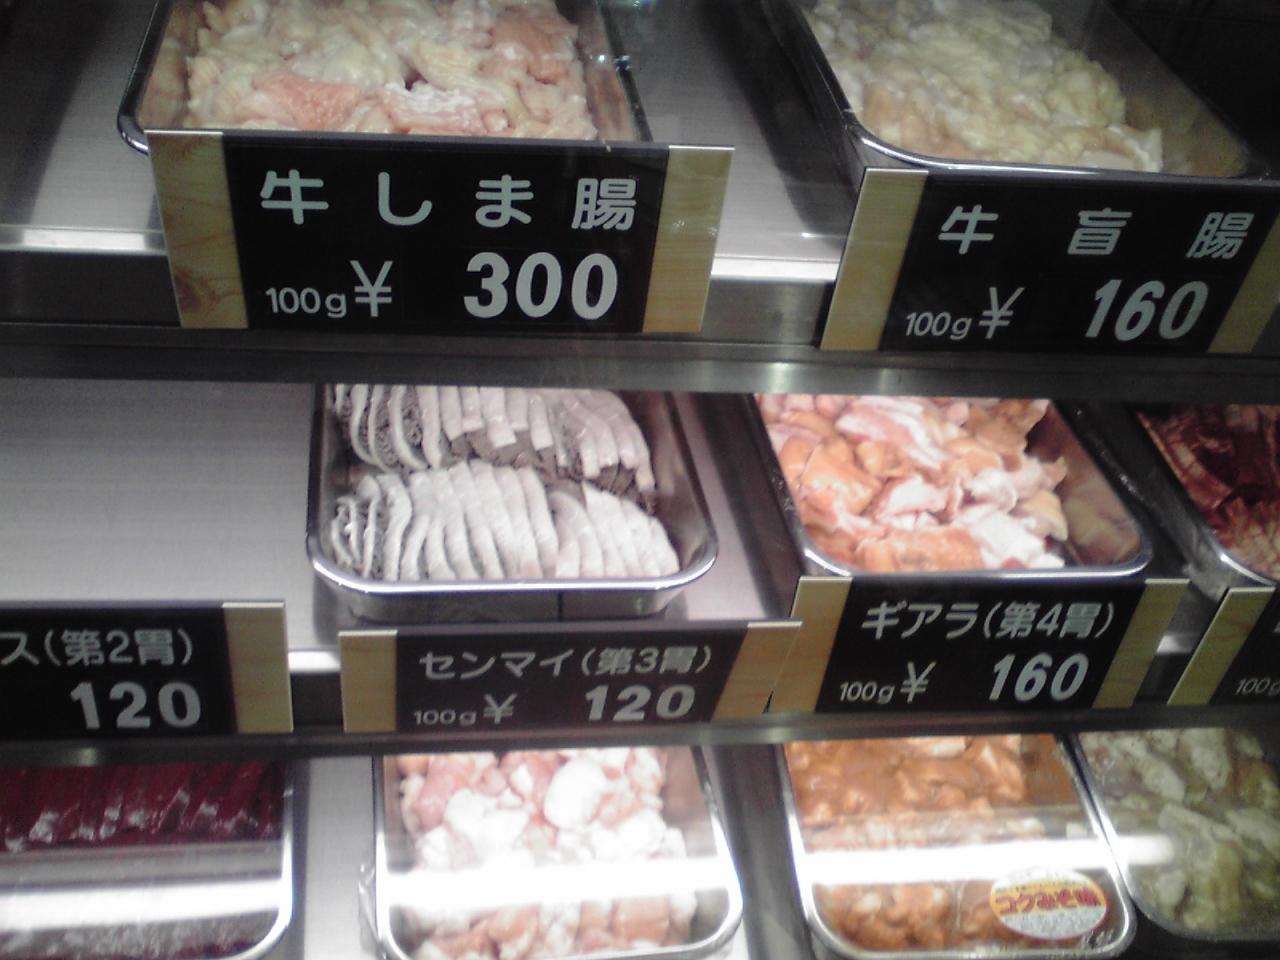 牛しま腸
100g¥ 300
牛盲腸
100g¥ 160
ス(第2胃)
120
センマイ(第3胃)
100g¥ 120
ギアラ(第4胃)
100g¥ 160
100g
コクみそ味